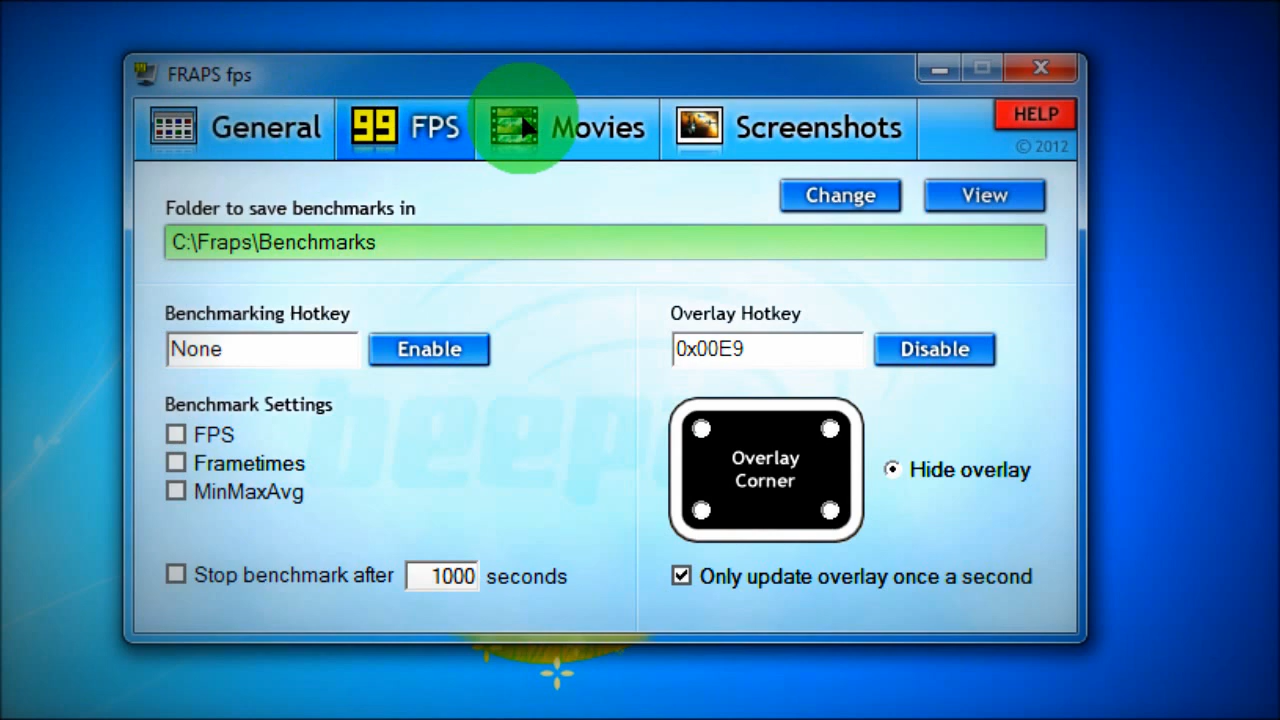 FRAPS fps
General
99 FPS
Movies
Screenshots
HELP
© 2012
Folder to save benchmarks in
Change
View
C:\Fraps\Benchmarks
Benchmarking Hotkey
None
Enable
Overlay Hotkey
0x00E9
Disable
Benchmark Settings
FPS
Frametimes
MinMaxAvg
Stop benchmark after 1000 seconds
Overlay
Corner
Hide overlay
Only update overlay once a second